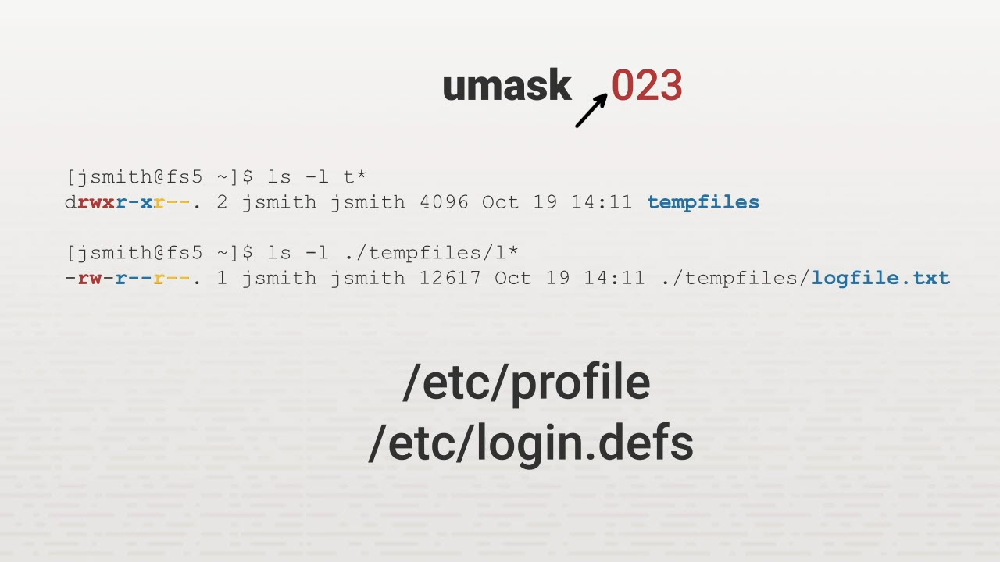 umask 023
[jsmith@fs5 ~]$ ls -l t*
drwxr-xr--. 2 jsmith jsmith 4096 Oct 19 14:11 tempfiles
[jsmith@fs5 ~]$ ls -l ./tempfiles/l*
-rw-r--r--. 1 jsmith jsmith 12617 Oct 19 14:11 ./tempfiles/logfile.txt
/etc/profile
/etc/login.defs